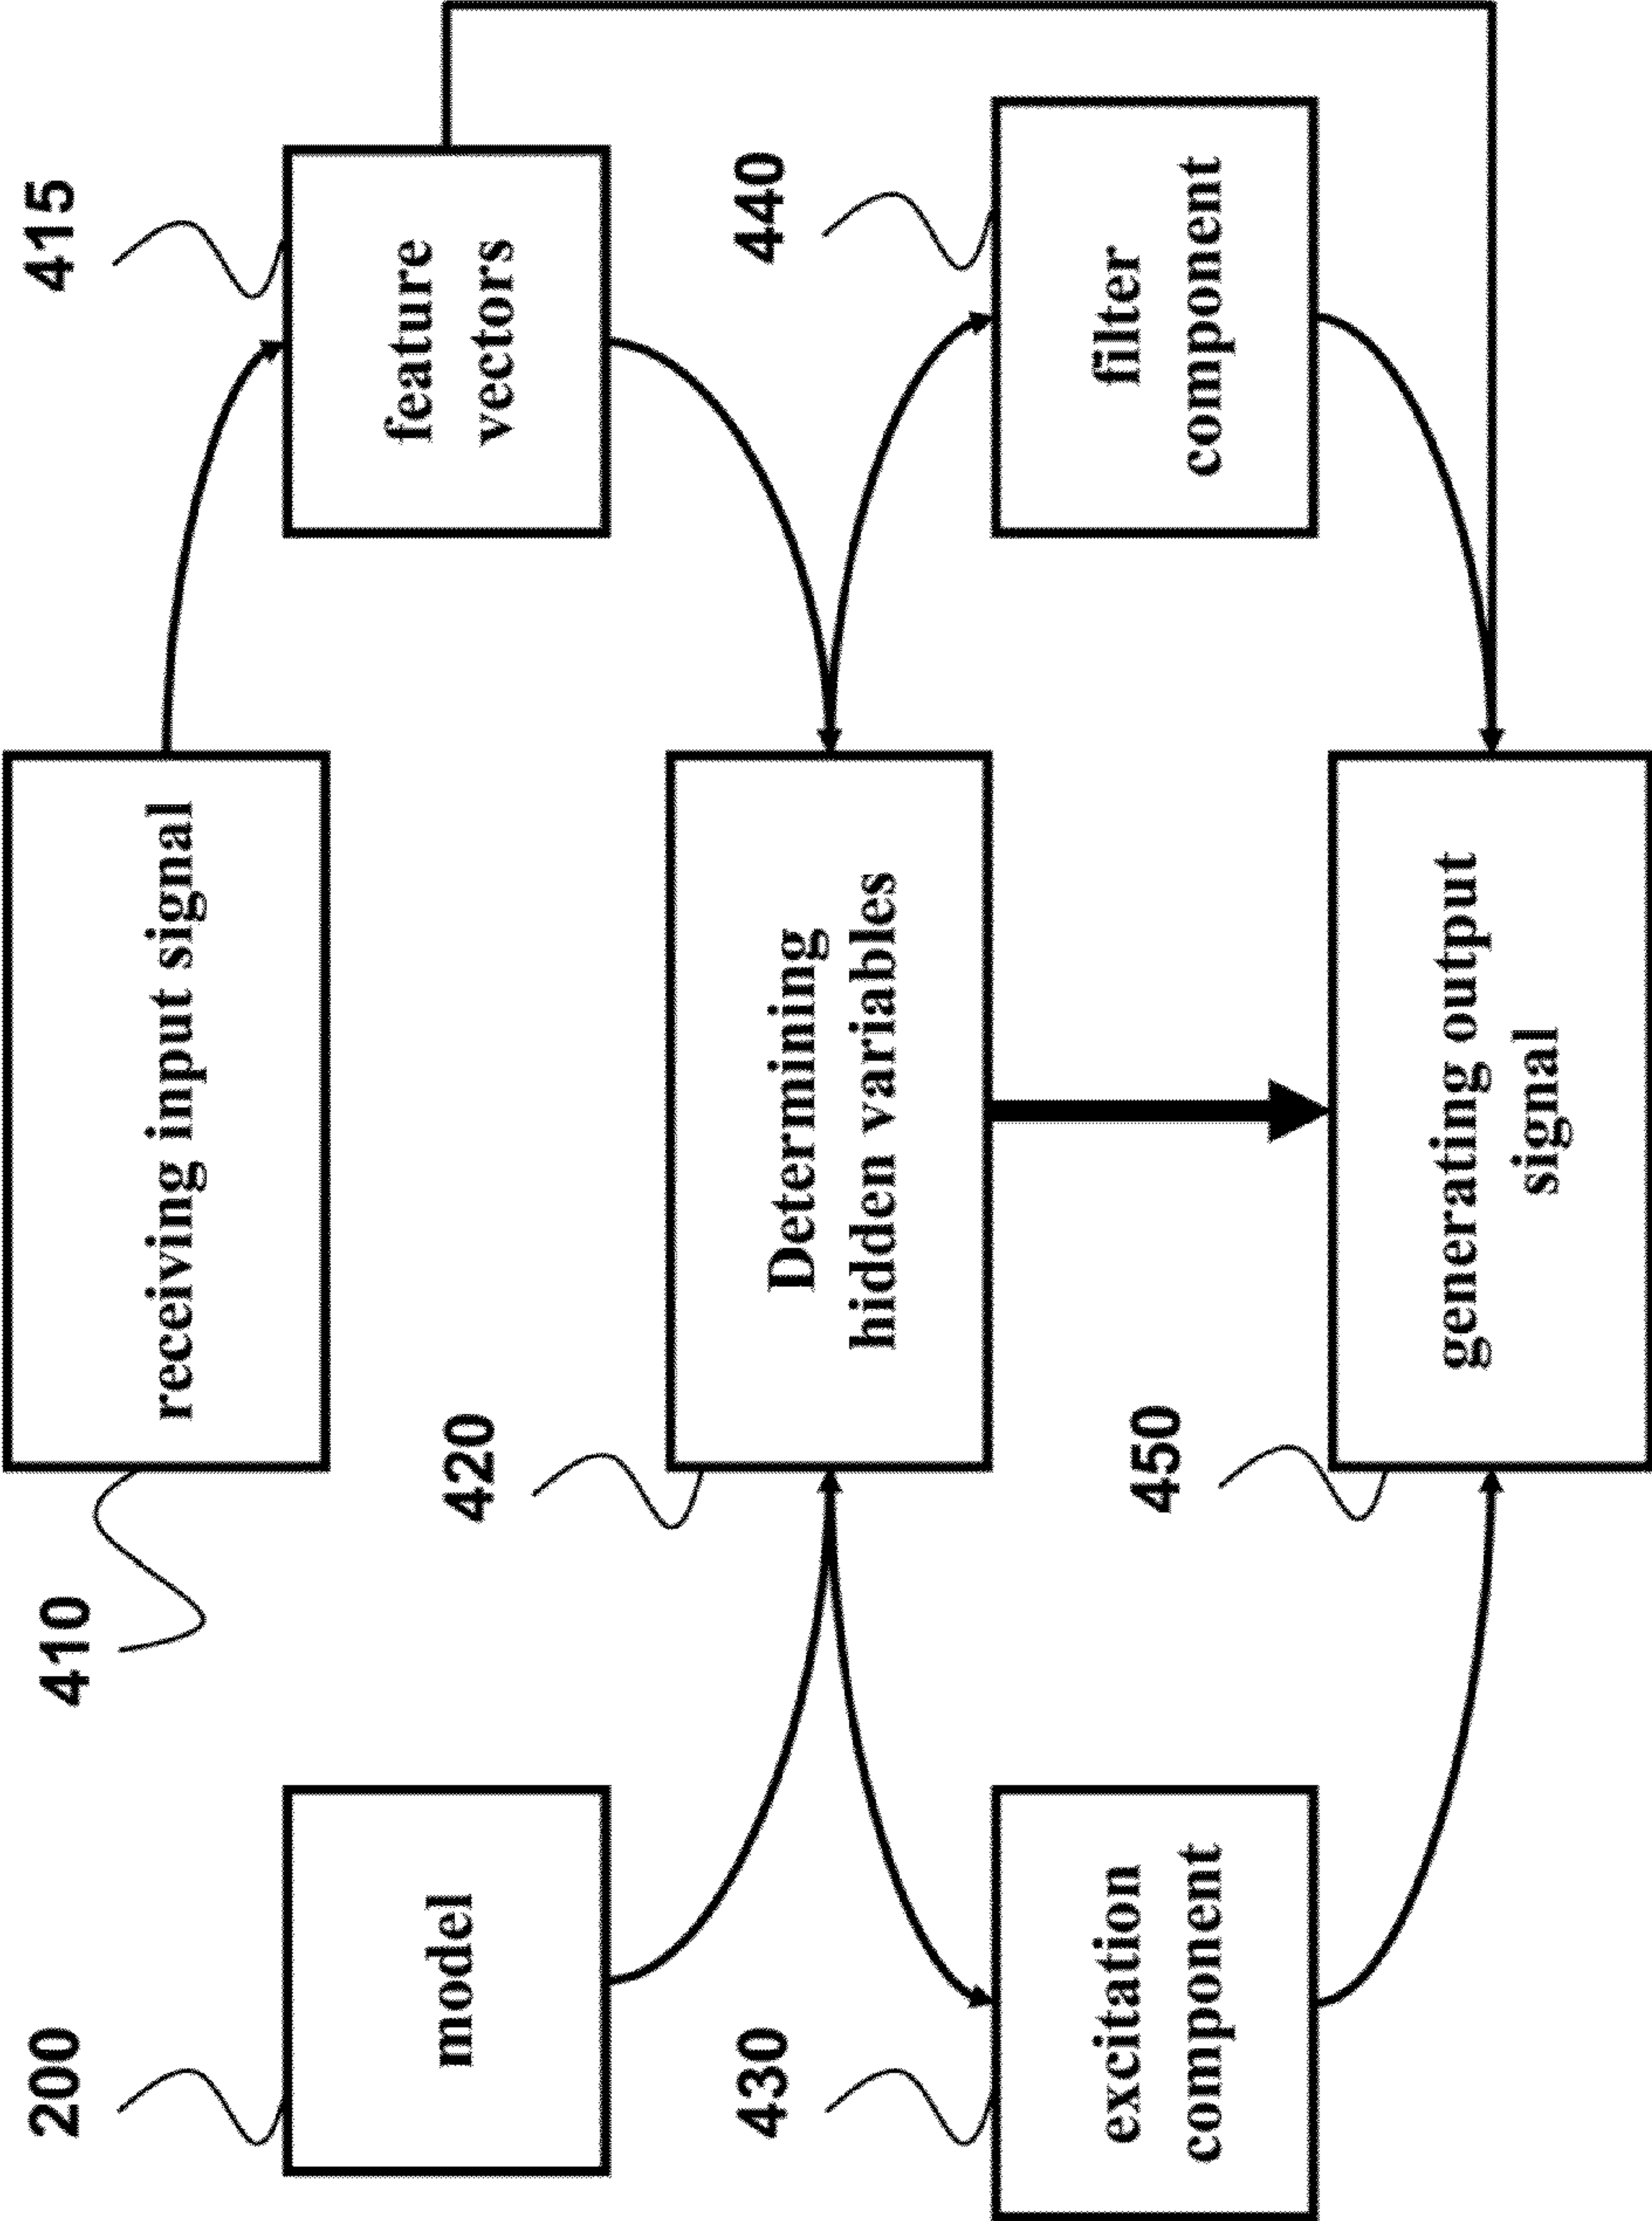 410
receiving input signal
200
model
415
feature
vectors
420
Determining
hidden variables
430
excitation
component
440
filter
component
450
generating output
signal